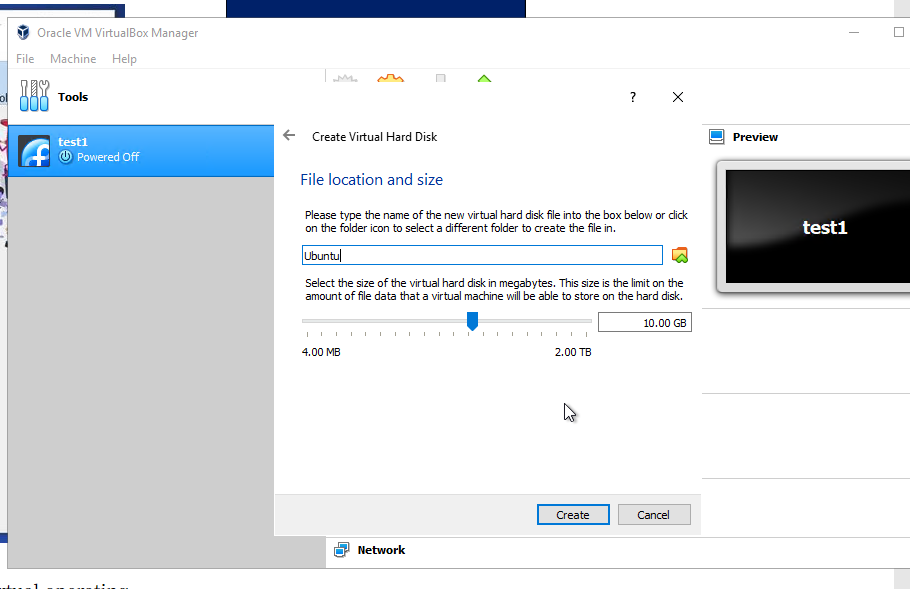 Oracle VM VirtualBox Manager
File Machine Help
Tools
?
test1
Powered Off
Create Virtual Hard Disk
File location and size
Please type the name of the new virtual hard disk file into the box below or click
on the folder icon to select a different folder to create the file in.
Ubuntu
Select the size of the virtual hard disk in megabytes. This size is the limit on the
amount of file data that a virtual machine will be able to store on the hard disk.
10.00 GB
4.00 MB
2.00 TB
Create
Cancel
Preview
test1
Network
operating